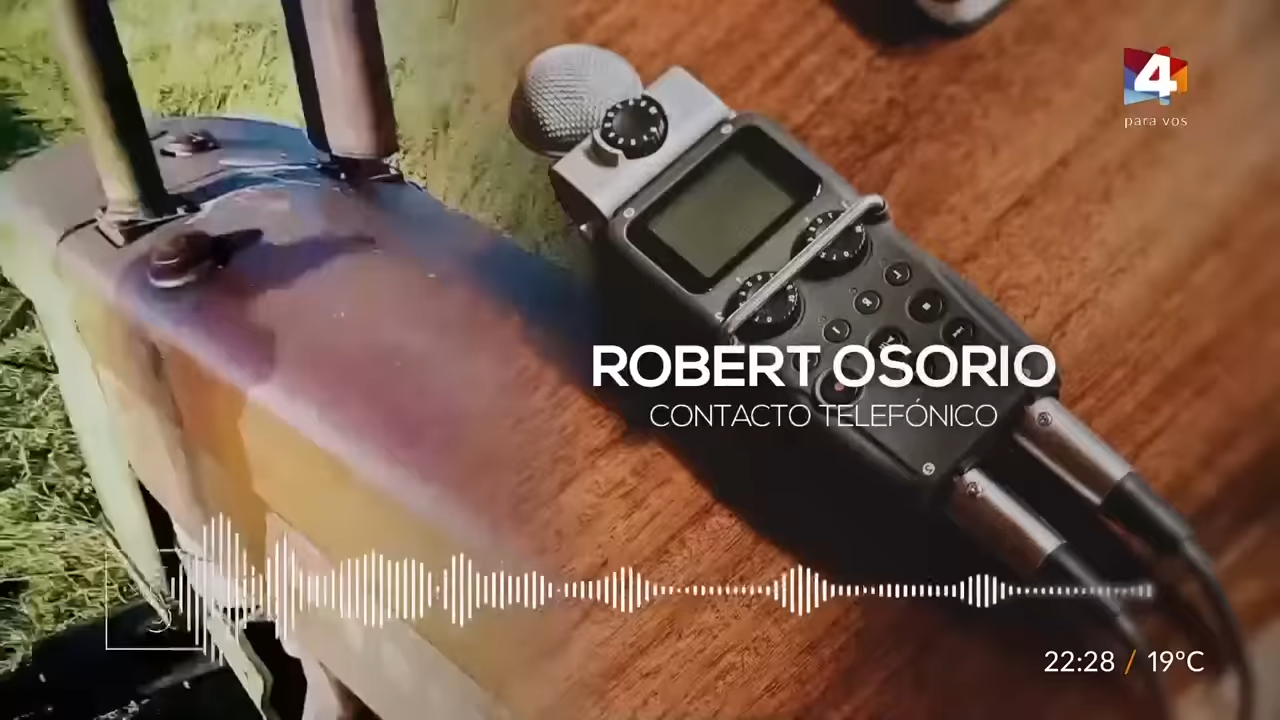 4
para vos
ROBERT OSORIO
CONTACTO TELEFÓNICO
22:28 / 19°C